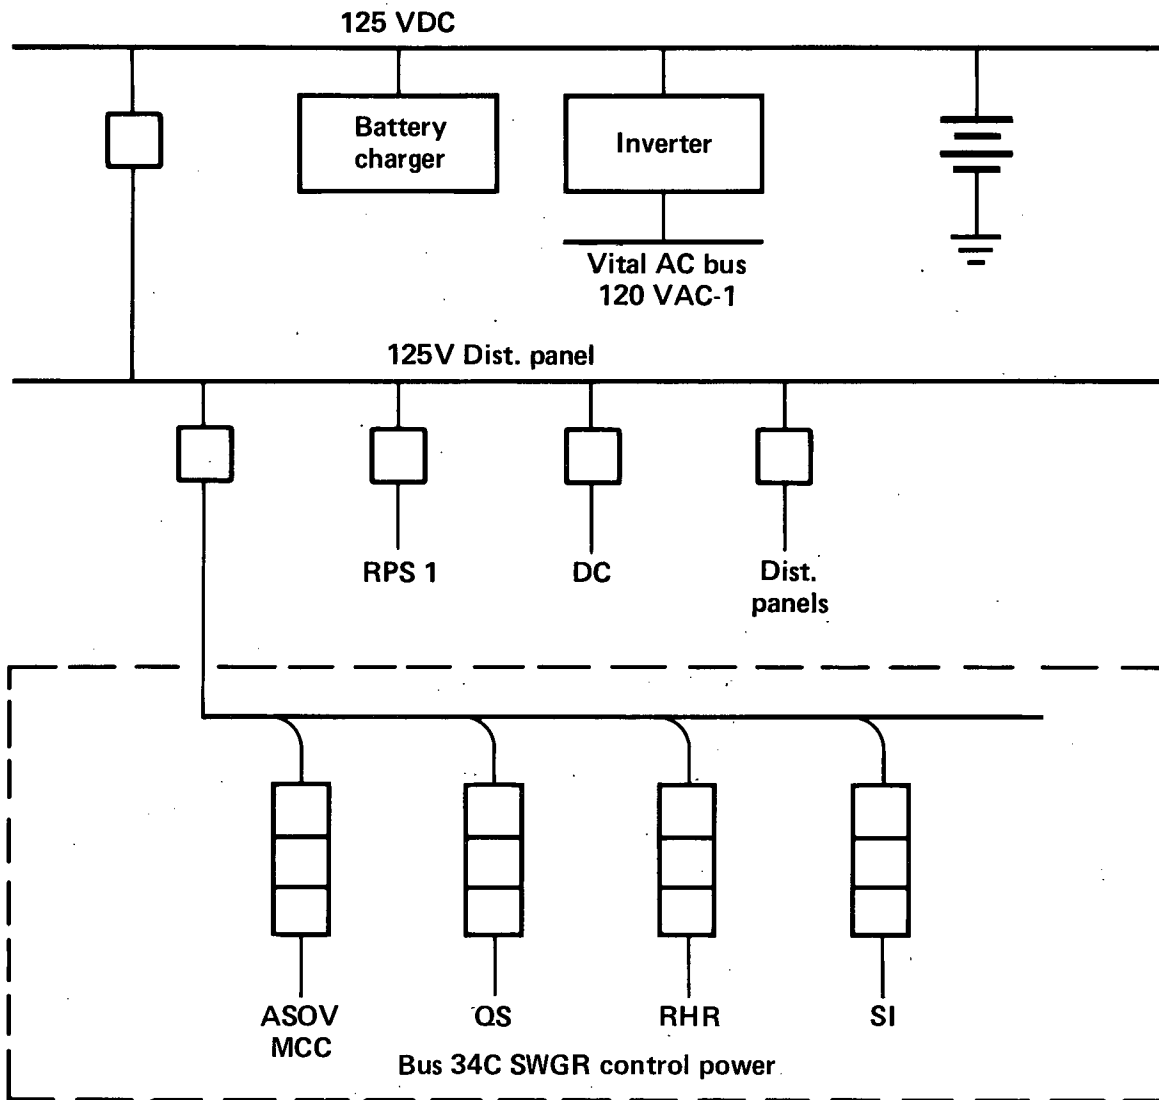 125 VDC
Battery
charger
Inverter
Vital AC bus
120 VAC-1
125V Dist. panel
RPS 1
DC
Dist.
panels
ASOV
MCC
QS
RHR
SI
Bus 34C SWGR control power